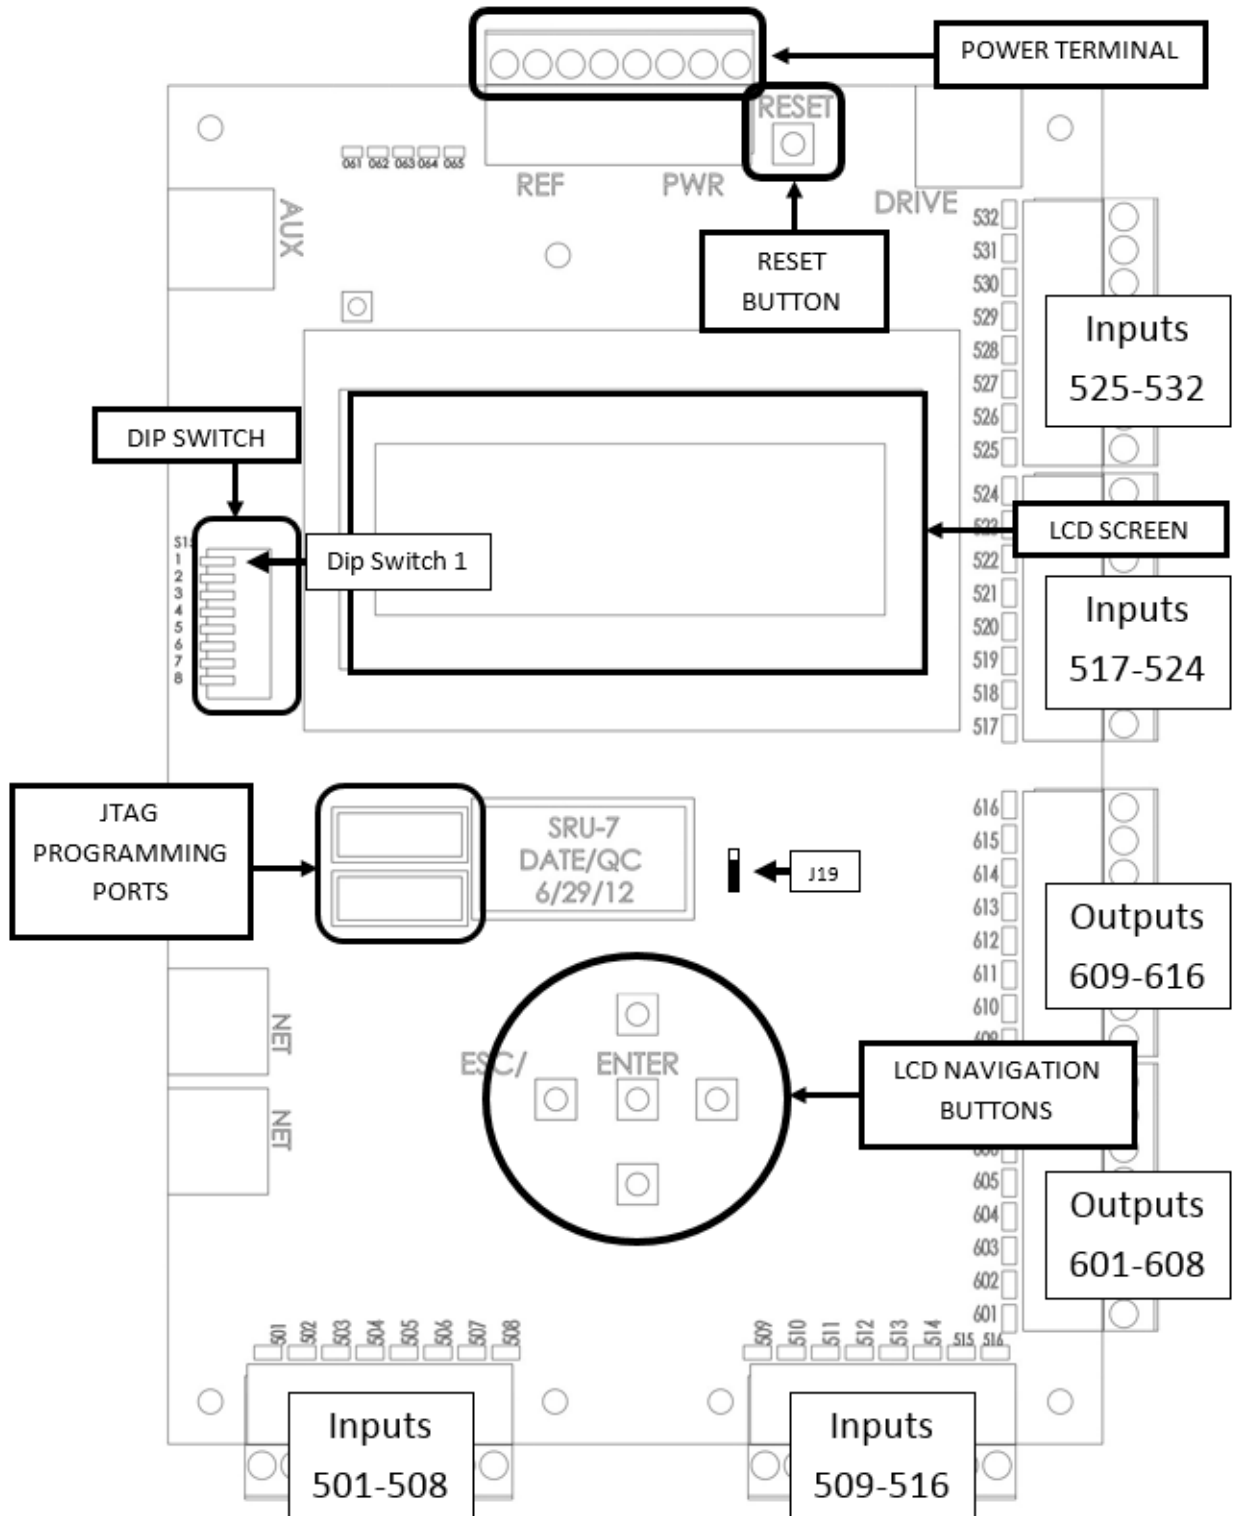 POWER TERMINAL
RESET
061 062 063 064 065
REF PWR
DRIVE
AUX
RESET
BUTTON
532
531
530
529
528
527
526
525
Inputs
525-532
DIP SWITCH
524
LCD SCREEN
522
521
520
519
518
517
Inputs
517-524
Dip Switch 1
1
2
3
4
5
6
7
8
JTAG
PROGRAMMING
PORTS
SRU-7
DATE/QC
6/29/12
J19
616
615
614
613
612
611
610
Outputs
609-616
NET
NET
ESC/ ENTER
LCD NAVIGATION
BUTTONS
605
604
603
602
601
Outputs
601-608
501 502 503 504 505 506 507 508
509 510 511 512 513 514 515 516
Inputs
501-508
Inputs
509-516